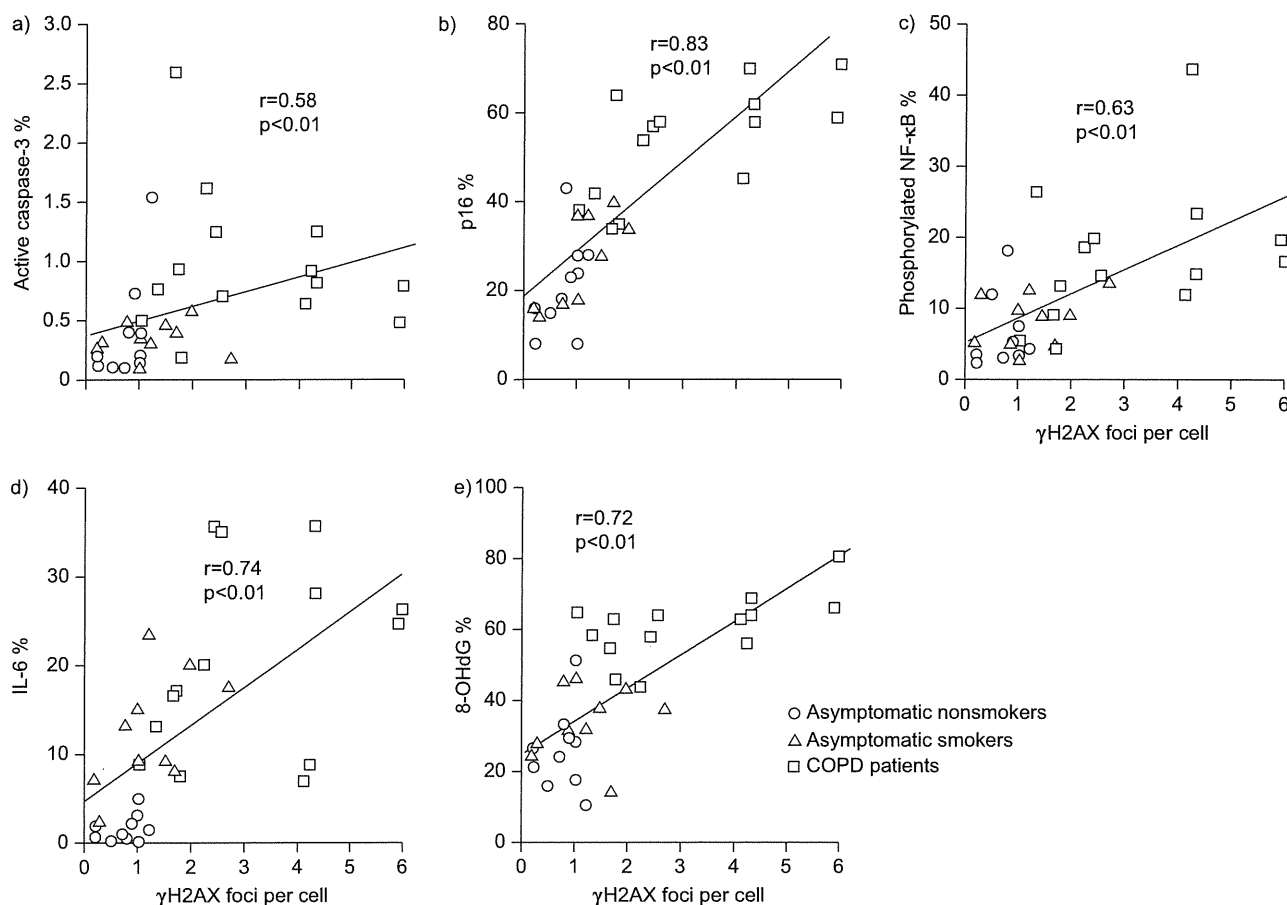 a)
3.0
2.5
2.0
1.5
1.0
0.5
0
Active caspase-3 %
r=0.58
p<0.01
b)
80
60
40
20
0
p16 %
r=0.83
p<0.01
c)
50
40
30
20
10
0
Phosphorylated NF-κB %
r=0.63
p<0.01
0 1 2 3 4 5 6
γH2AX foci per cell
d)
40
30
20
10
0
IL-6 %
r=0.74
p<0.01
0 1 2 3 4 5 6
γH2AX foci per cell
e)
100
80
60
40
20
0
8-OHdG %
r=0.72
p<0.01
0 1 2 3 4 5 6
γH2AX foci per cell
Asymptomatic nonsmokers
Asymptomatic smokers
COPD patients